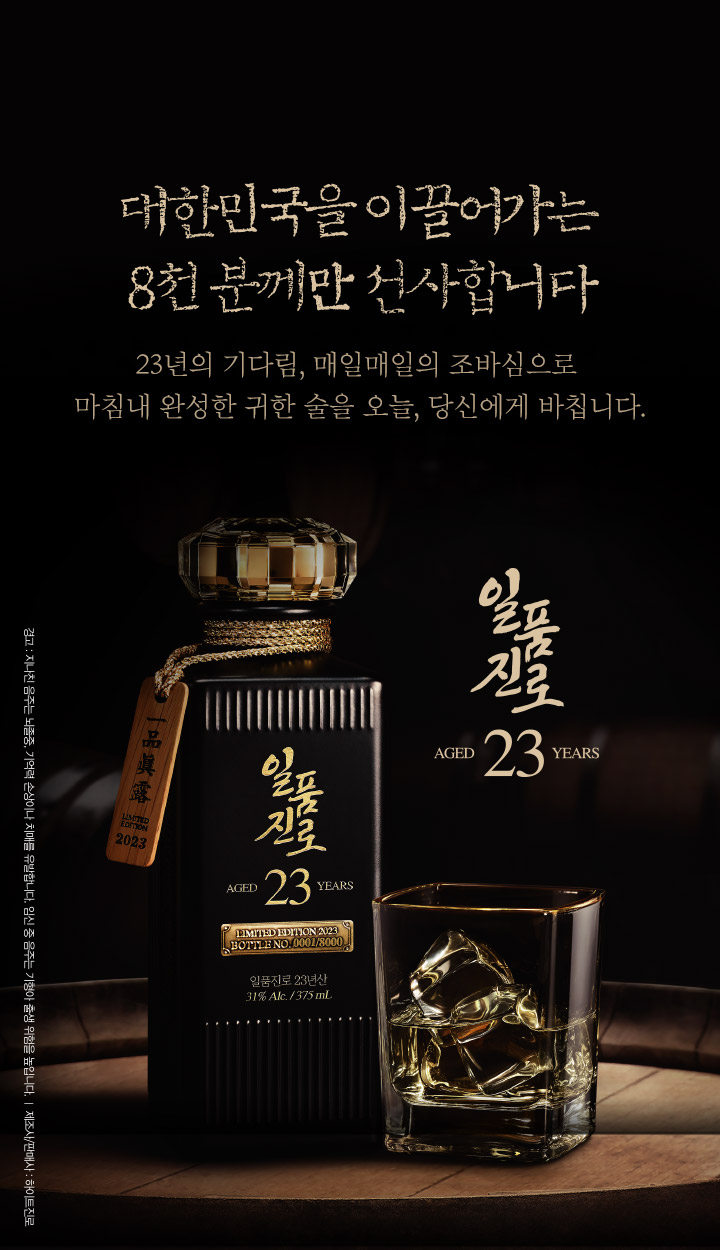 대한민국을 이끌어가는
8천 분께만 선사합니다
23년의 기다림, 매일매일의 조바심으로
마침내 완성한 귀한 술을 오늘, 당신에게 바칩니다.
일품
진로
AGED 23 YEARS
一品眞露
LIMITED
EDITION
2023
일품
진로
AGED 23 YEARS
LIMITED EDITION 2023
BOTTLE NO. 0001/8000
일품진로 23년산
31% Alc. / 375 mL
경고 : 지나친 음주는 뇌졸중, 기억력 손상이나 치매를 유발합니다. 임신 중 음주는 기형아 출생 위험을 높입니다. | 제조사/판매사 : 하이트진로